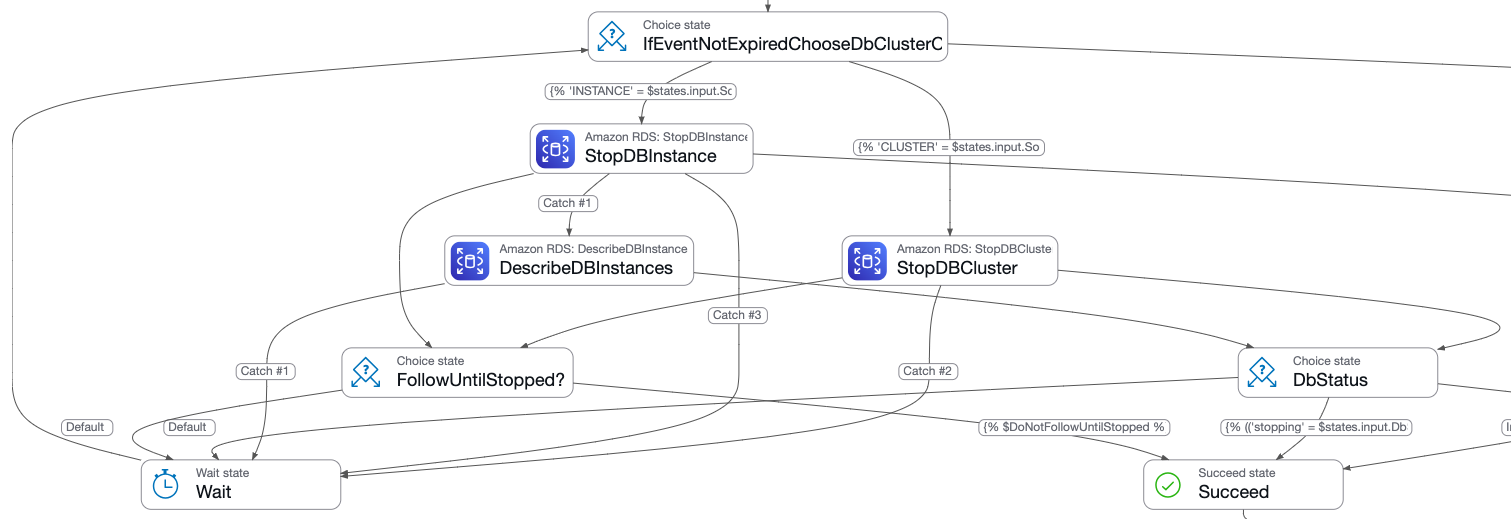 Choice state
IfEventNotExpiredChooseDbClusterC
{% 'INSTANCE' = $states.input.Sc
Amazon RDS: StopDBInstance
StopDBInstance
{% 'CLUSTER' = $states.input.So
Catch #1
Amazon RDS: DescribeDBInstance
DescribeDBInstances
Amazon RDS: StopDBCluste
StopDBCluster
Catch #3
Choice state
FollowUntilStopped?
Catch #1
Catch #2
Choice state
DbStatus
Default
Default
{% $DoNotFollowUntilStopped %
{% (('stopping' = $states.input.Db
Wait state
Wait
Succeed state
Succeed